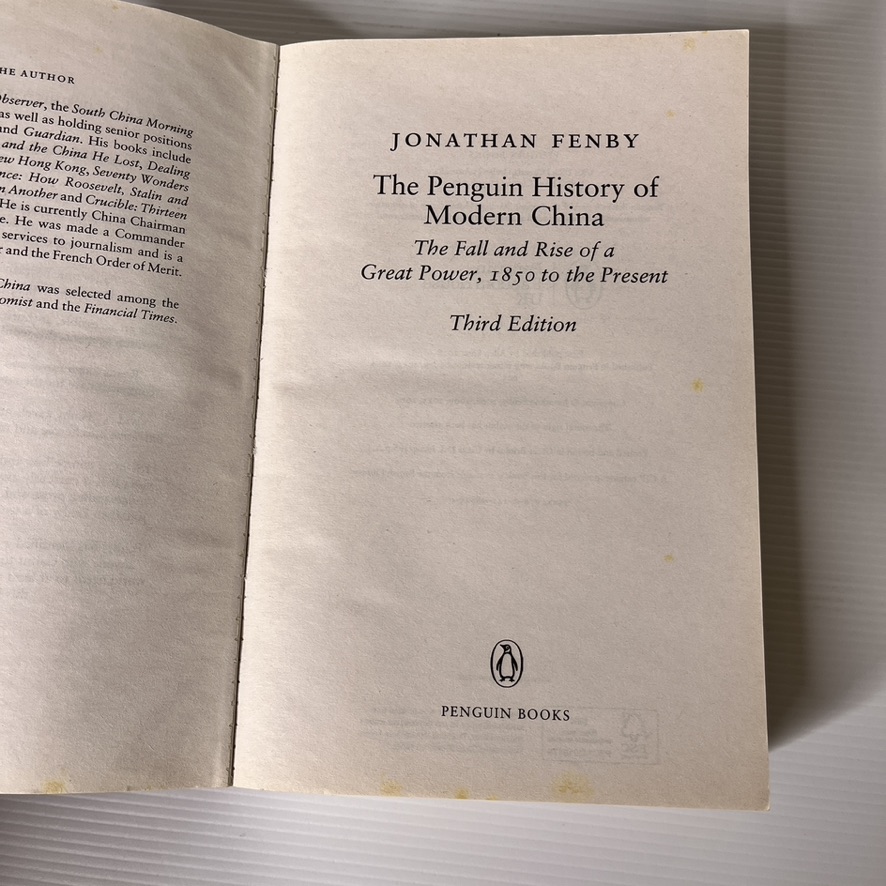 HE AUTHOR
Observer, the South China Morning
as well as holding senior positions
and Guardian. His books include
and the China He Lost, Dealing
ew Hong Kong, Seventy Wonders
nce: How Roosevelt, Stalin and
n Another and Crucible: Thirteen
He is currently China Chairman
e. He was made a Commander
services to journalism and is a
r and the French Order of Merit.
China was selected among the
omist and the Financial Times.
JONATHAN FENBY
The Penguin History of
Modern China
The Fall and Rise of a
Great Power, 1850 to the Present
Third Edition
PENGUIN BOOKS